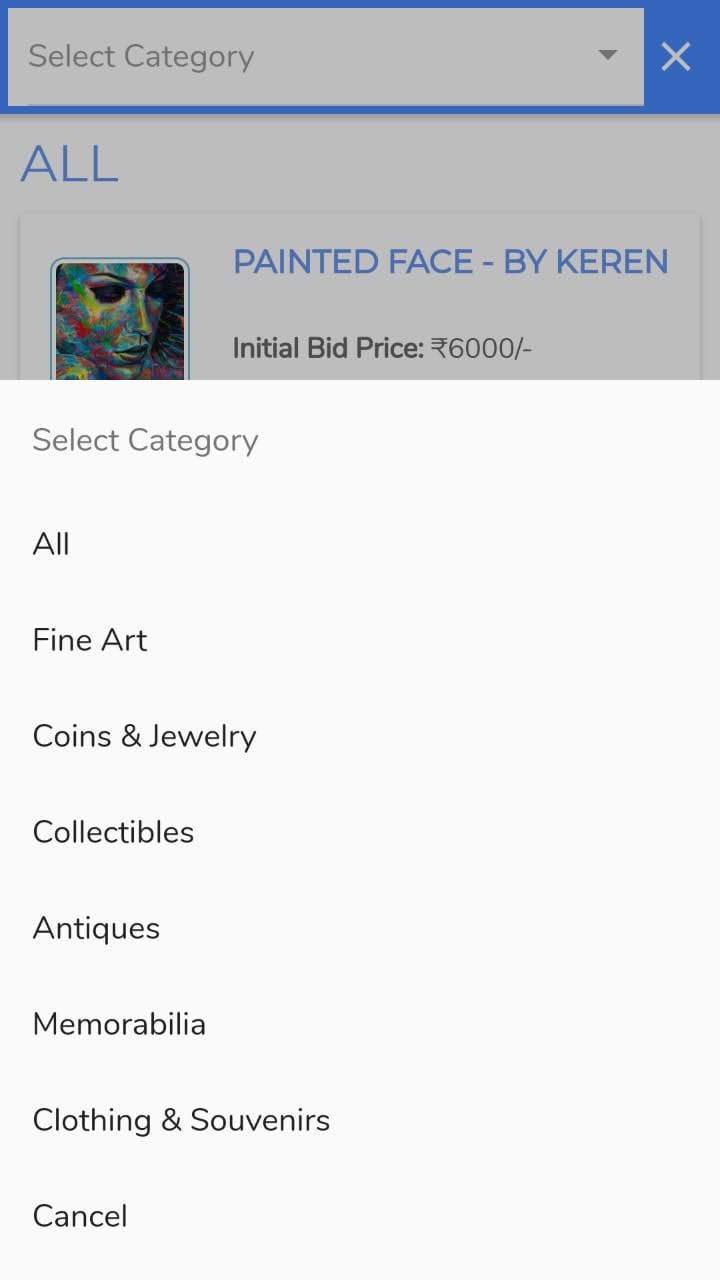 Select Category
ALL
PAINTED FACE - BY KEREN
Initial Bid Price: ₹6000/-
Select Category
All
Fine Art
Coins & Jewelry
Collectibles
Antiques
Memorabilia
Clothing & Souvenirs
Cancel